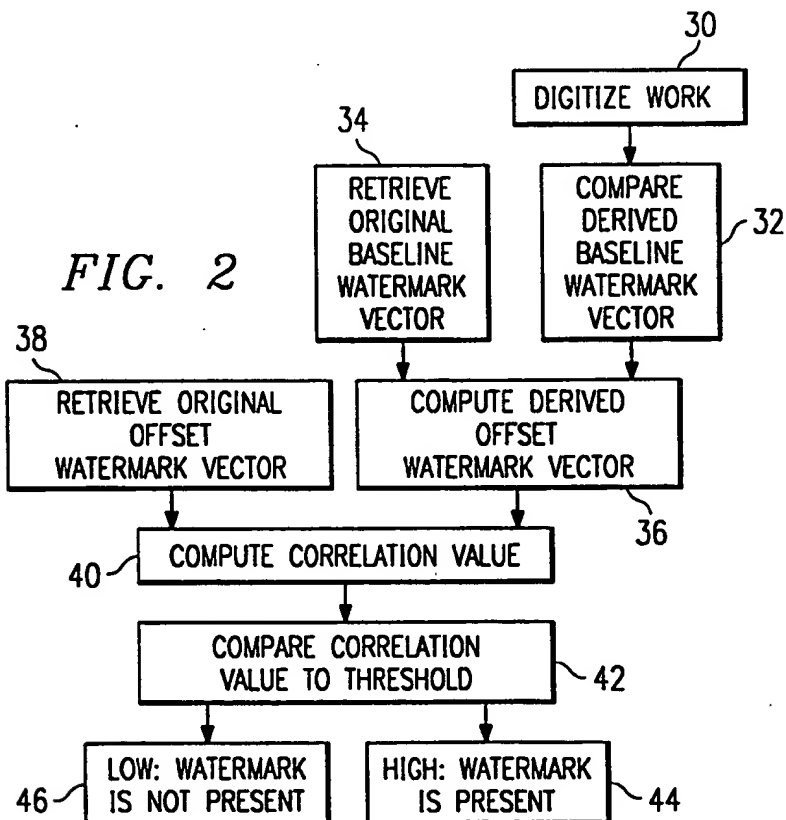 30
DIGITIZE WORK
34
RETRIEVE
ORIGINAL
BASELINE
WATERMARK
VECTOR
COMPARE
DERIVED
BASELINE
WATERMARK
VECTOR
32
FIG. 2
38
RETRIEVE ORIGINAL
OFFSET
WATERMARK VECTOR
COMPUTE DERIVED
OFFSET
WATERMARK VECTOR
36
COMPUTE CORRELATION VALUE
40
COMPARE CORRELATION
VALUE TO THRESHOLD
42
LOW: WATERMARK
IS NOT PRESENT
46
HIGH: WATERMARK
IS PRESENT
44